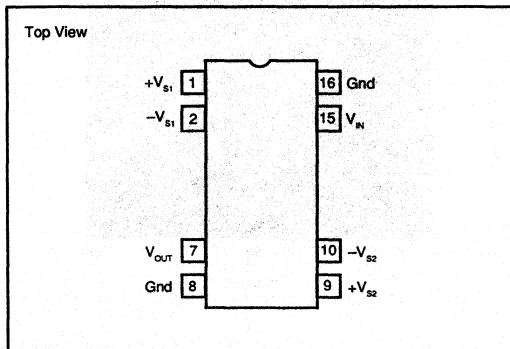 Top View
+VS1 1 16 Gnd
−VS1 2 15 VIN
VOUT 7 10 −VS2
Gnd 8 9 +VS2